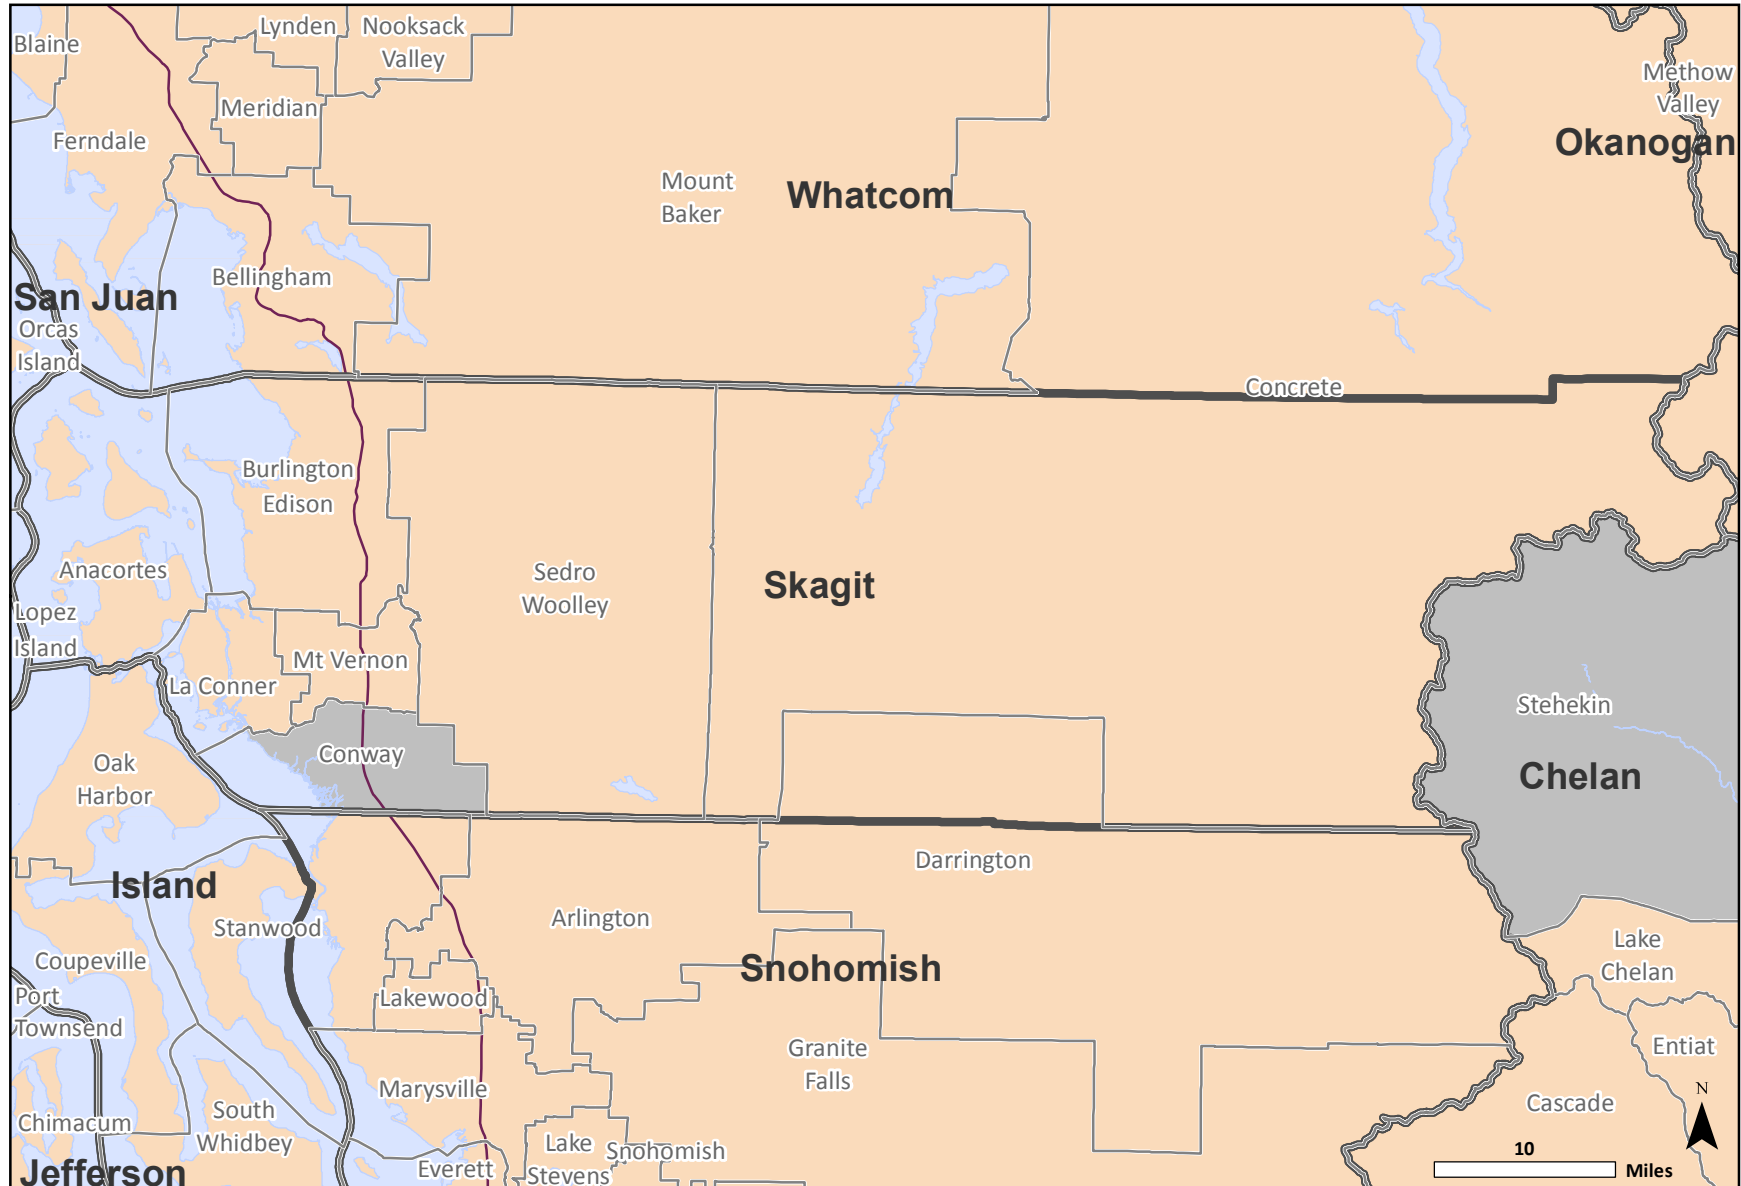 Lynden
Nooksack
Valley
Blaine
Methow
Valley
Meridian
Ferndale
Okanogan
Mount
Baker
Whatcom
Bellingham
San Juan
Orcas
Island
Concrete
Burlington
Edison
Anacortes
Sedro
Woolley
Skagit
Lopez
Island
Mt Vernon
La Conner
Stehekin
Conway
Oak
Harbor
Chelan
Darrington
Island
Arlington
Stanwood
Lake
Chelan
Coupeville
Snohomish
Port
Townsend
Lakewood
Granite
Falls
Entiat
Marysville
N
Cascade
South
Whidbey
Chimacum
Lake
Stevens
Snohomish
10
Miles
Everett
Jefferson